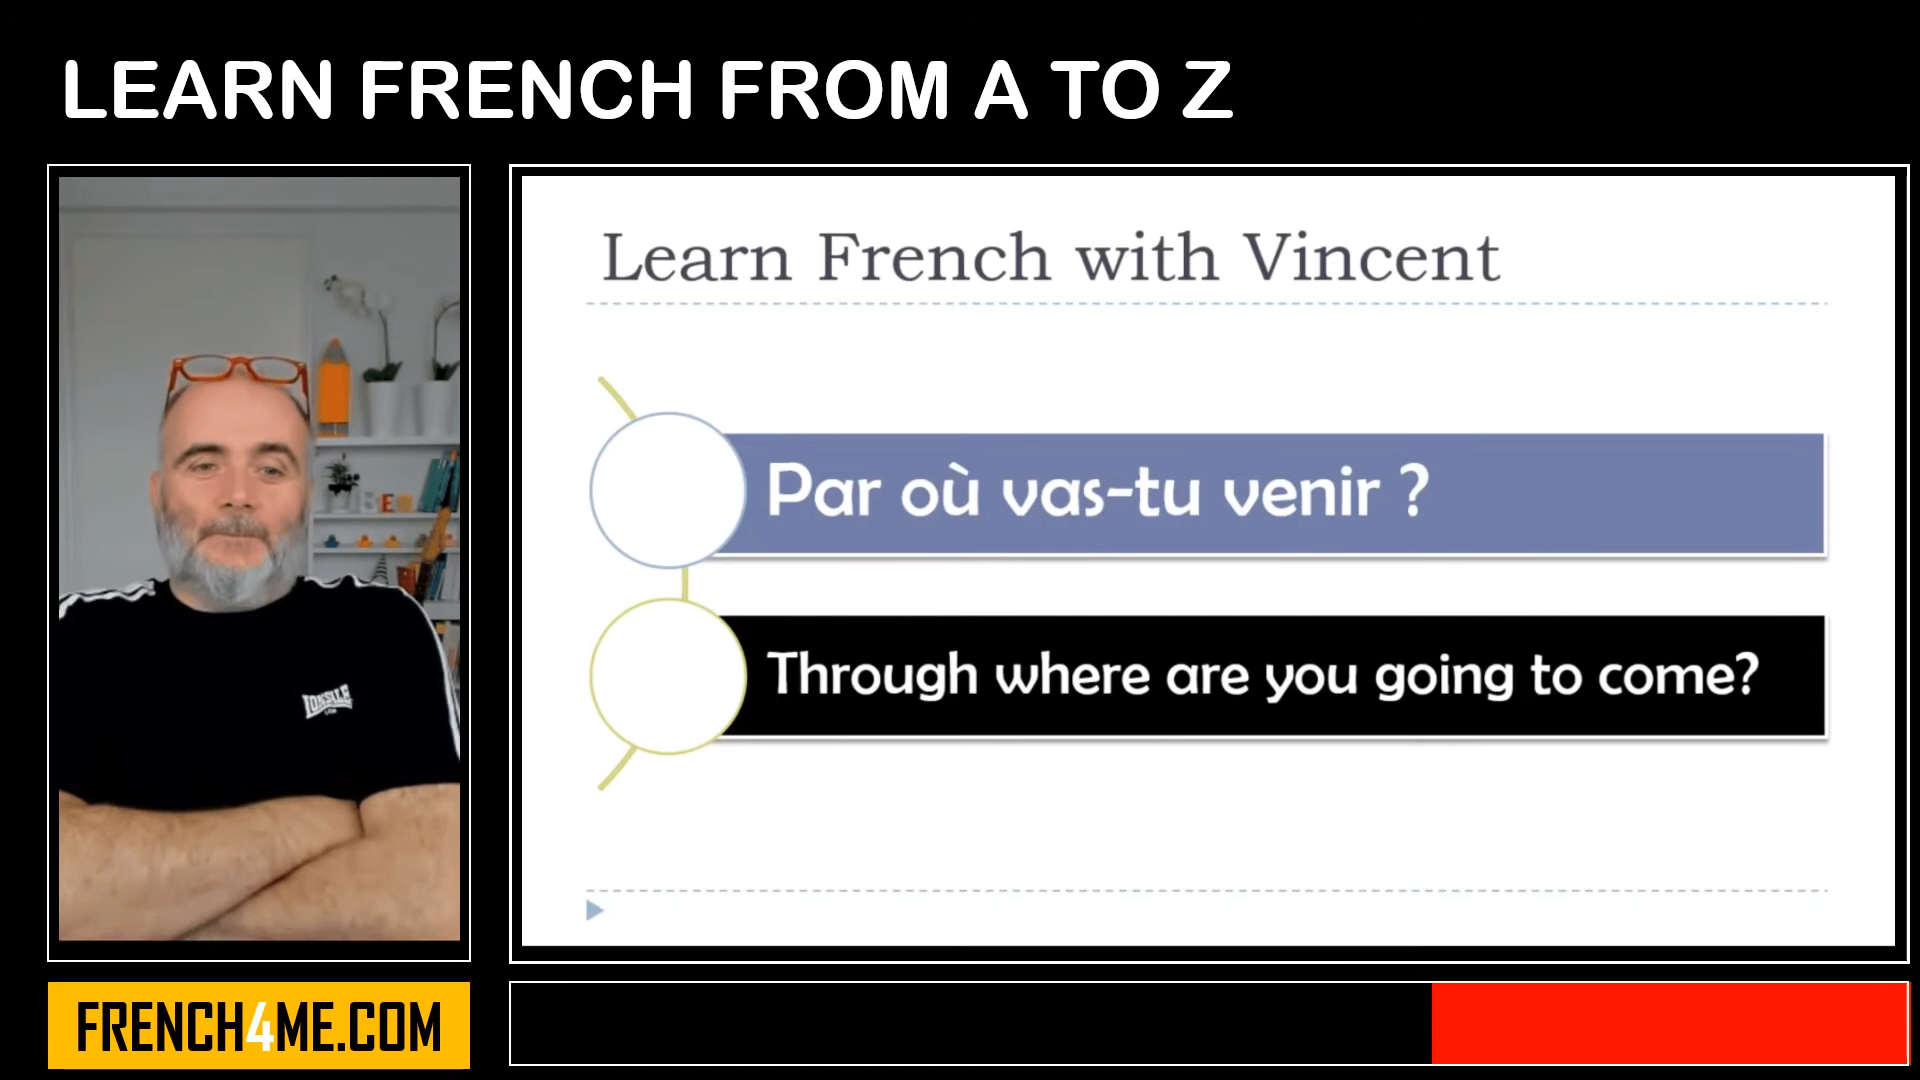 LEARN FRENCH FROM A TO Z
Learn French with Vincent
Par où vas-tu venir ?
Through where are you going to come?
LONSDALE
FRENCH4ME.COM